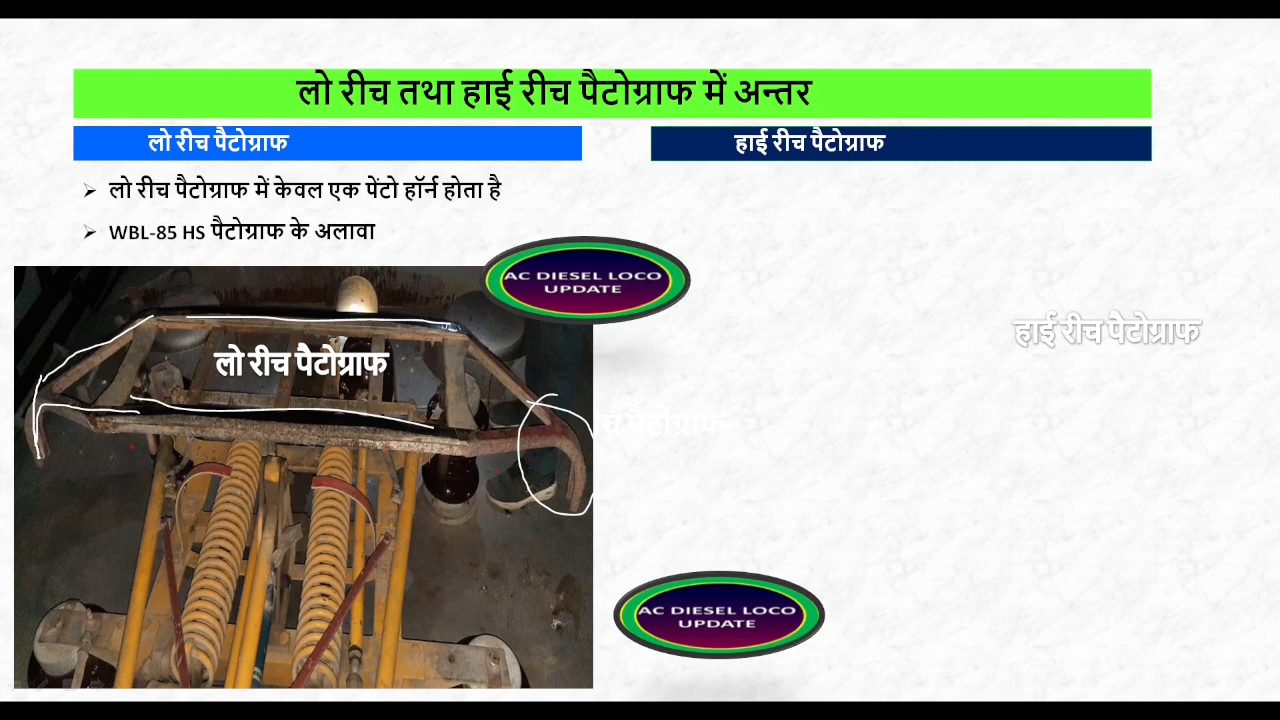 लो रीच तथा हाई रीच पैटोग्राफ में अन्तर
लो रीच पैटोग्राफ
हाई रीच पैटोग्राफ
लो रीच पैटोग्राफ में केवल एक पेंटो हॉर्न होता है
WBL-85 HS पैटोग्राफ के अलावा
AC DIESEL LOCO
UPDATE
लो रीच पैटोग्राफ
हाई रीच पैटोग्राफ
AC DIESEL LOCO
UPDATE